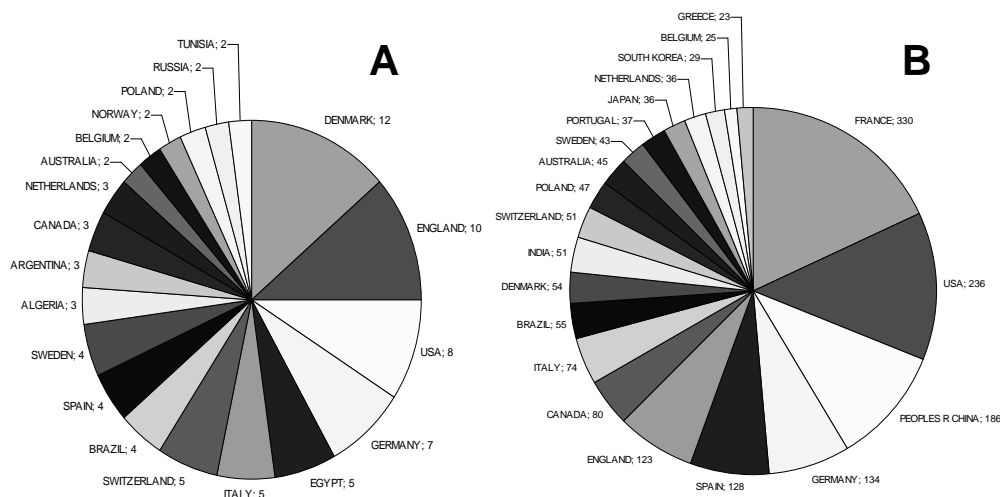 A
DENMARK; 12
ENGLAND; 10
USA; 8
GERMANY; 7
EGYPT; 5
ITALY; 5
SWITZERLAND; 5
BRAZIL; 4
SPAIN; 4
SWEDEN; 4
ALGERIA; 3
ARGENTINA; 3
CANADA; 3
NETHERLANDS; 3
AUSTRALIA; 2
BELGIUM; 2
NORWAY; 2
POLAND; 2
RUSSIA; 2
TUNISIA; 2
B
FRANCE; 330
USA; 236
PEOPLES R CHINA; 186
GERMANY; 134
SPAIN; 128
ENGLAND; 123
CANADA; 80
ITALY; 74
BRAZIL; 55
DENMARK; 54
INDIA; 51
SWITZERLAND; 51
POLAND; 47
AUSTRALIA; 45
SWEDEN; 43
PORTUGAL; 37
JAPAN; 36
NETHERLANDS; 36
SOUTH KOREA; 29
BELGIUM; 25
GREECE; 23